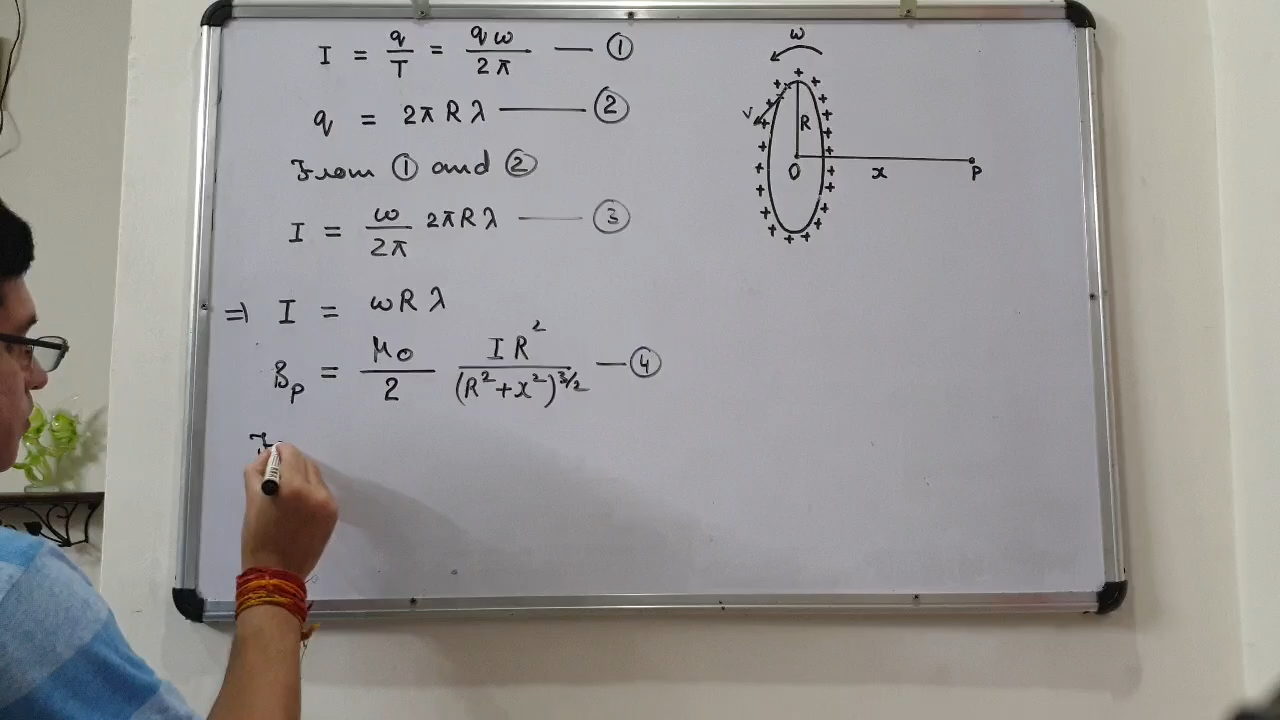 I = q/T = qω/2π — ①
q = 2πRλ — ②
From ① and ②
I = ω/2π 2πRλ — ③
⇒ I = ωRλ
B_P = μ₀/2 IR²/(R²+x²)^3/2 — ④
ω
v
R
O
x
P